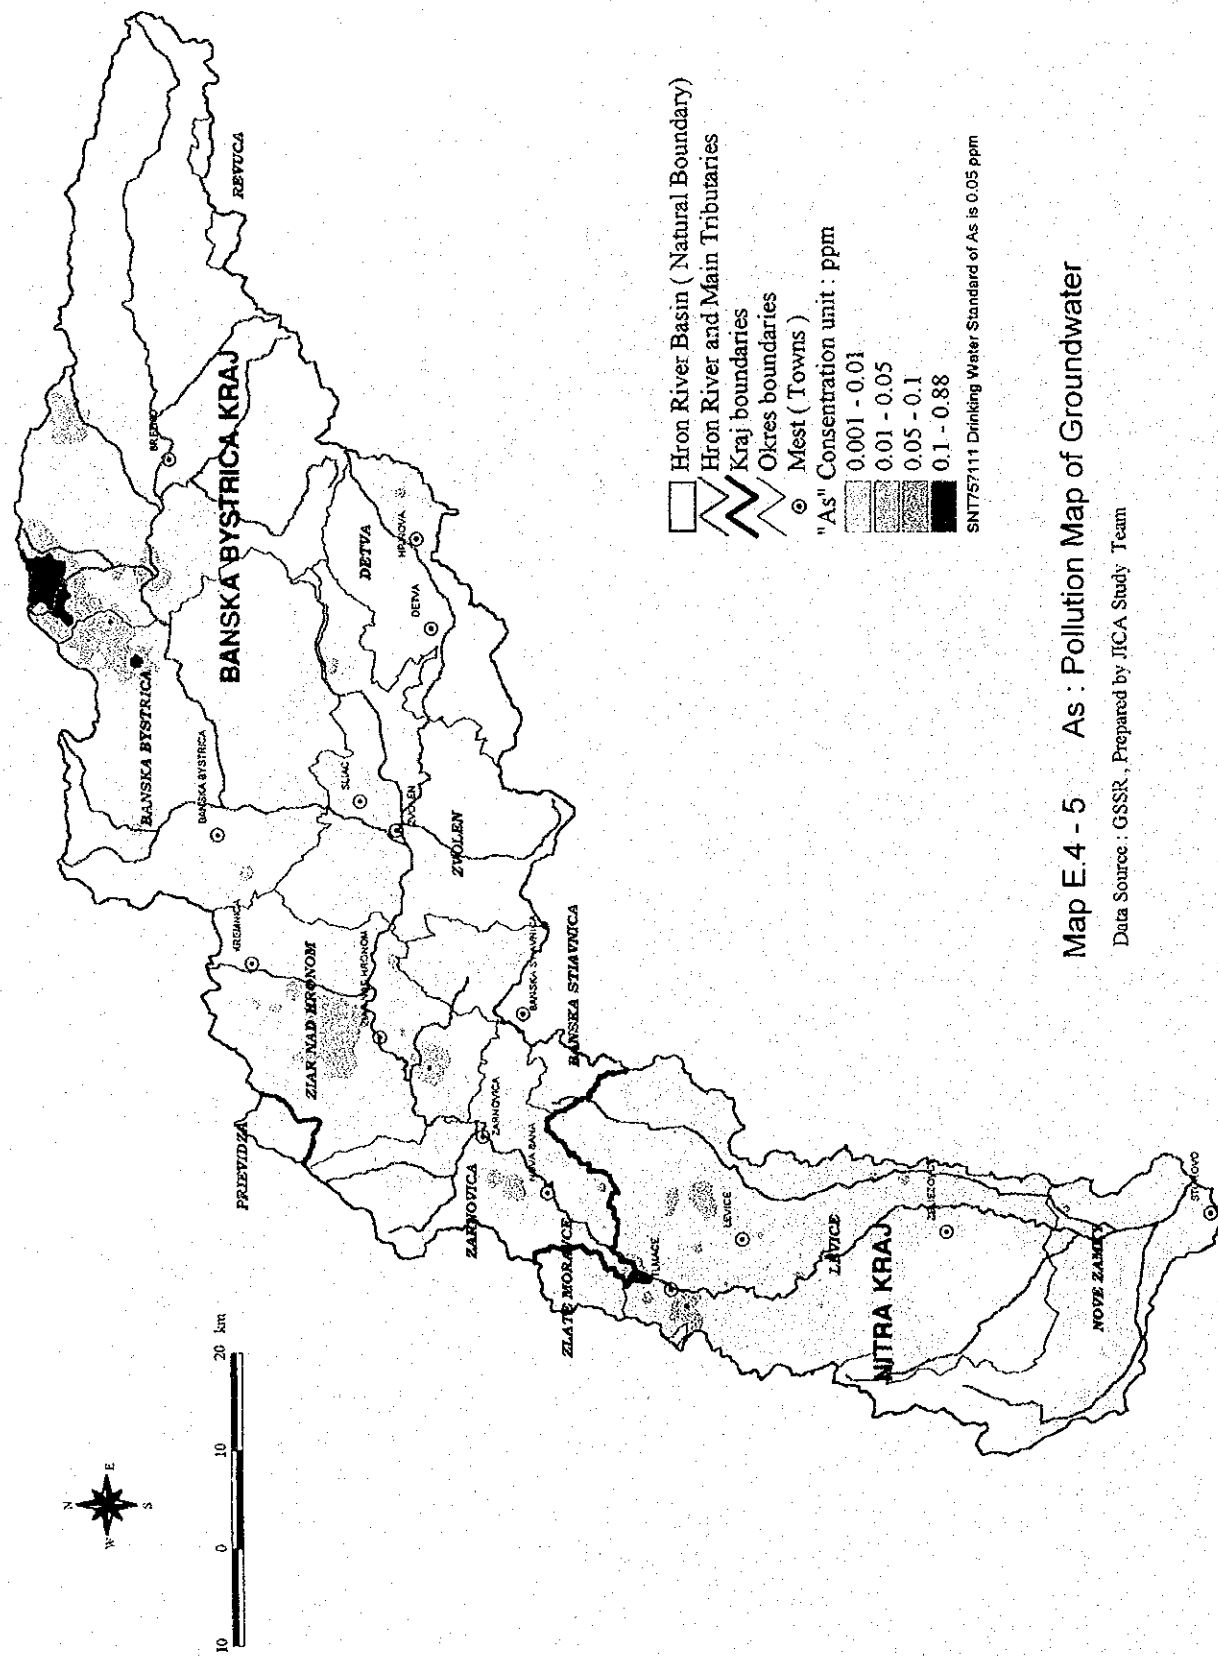 N
W E
S
10 0 10 20 km
PRIEVIDZA
ZIAR NAD HRONOM
ZARNOVICA
ZLATE MORAVCE
BANSKA STIAVNICA
BANSKA BYSTRICA
BANSKA BYSTRICA KRAJ
ZVOLEN
DETVA
REVUCA
LEVICE
NITRA KRAJ
NOVE ZAMKY
BREZNO
BANSKA BYSTRICA
KREMNICA
SLIAC
ZVOLEN
HRINOVA
DETVA
BANSKA STIAVNICA
ZARNOVICA
NOVA BANA
TLMACE
LEVICE
ZELIEZOVCE
STUROVO
Hron River Basin ( Natural Boundary)
Hron River and Main Tributaries
Kraj boundaries
Okres boundaries
Mest ( Towns )
"As" Consentration unit : ppm
0.001 - 0.01
0.01 - 0.05
0.05 - 0.1
0.1 - 0.88
SNT757111 Drinking Water Standard of As is 0.05 ppm
Map E.4 - 5 As : Pollution Map of Groundwater
Data Source : GSSR , Prepared by JICA Study Team